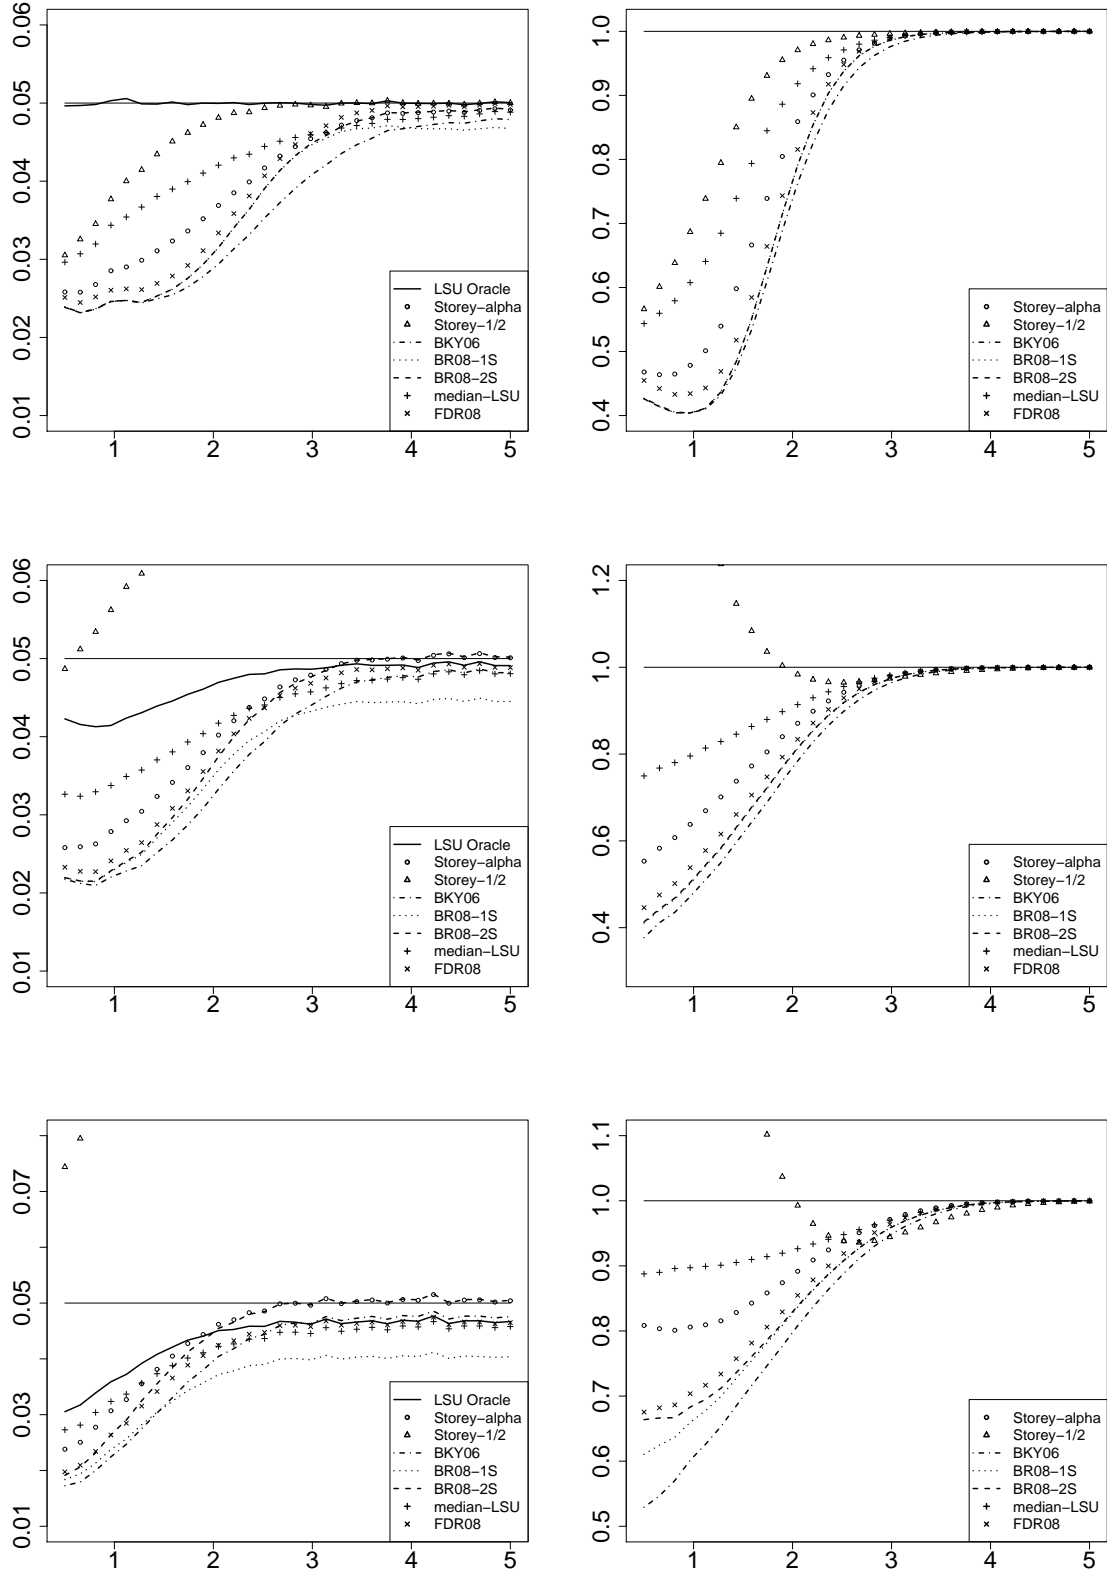 0.06
0.05
0.04
0.03
0.02
0.01
1 2 3 4 5
LSU Oracle
Storey−alpha
Storey−1/2
BKY06
BR08−1S
BR08−2S
median−LSU
FDR08
1.0
0.9
0.8
0.7
0.6
0.5
0.4
1 2 3 4 5
Storey−alpha
Storey−1/2
BKY06
BR08−1S
BR08−2S
median−LSU
FDR08
0.06
0.05
0.04
0.03
0.02
0.01
1 2 3 4 5
LSU Oracle
Storey−alpha
Storey−1/2
BKY06
BR08−1S
BR08−2S
median−LSU
FDR08
1.2
1.0
0.8
0.6
0.4
1 2 3 4 5
Storey−alpha
Storey−1/2
BKY06
BR08−1S
BR08−2S
median−LSU
FDR08
0.07
0.05
0.03
0.01
1 2 3 4 5
LSU Oracle
Storey−alpha
Storey−1/2
BKY06
BR08−1S
BR08−2S
median−LSU
FDR08
1.1
1.0
0.9
0.8
0.7
0.6
0.5
1 2 3 4 5
Storey−alpha
Storey−1/2
BKY06
BR08−1S
BR08−2S
median−LSU
FDR08